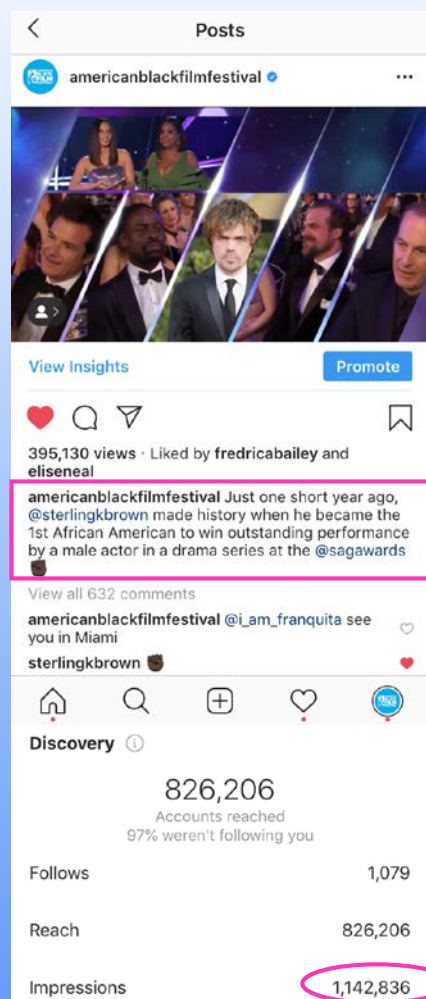 Posts
americanblackfilmfestival
View Insights
Promote
395,130 views · Liked by fredricabailey and
eliseneal
americanblackfilmfestival Just one short year ago,
@sterlingkbrown made history when he became the
1st African American to win outstanding performance
by a male actor in a drama series at the @sagawards
View all 632 comments
americanblackfilmfestival @i_am_franquita see
you in Miami
sterlingkbrown
Discovery
826,206
Accounts reached
97% weren't following you
Follows 1,079
Reach 826,206
Impressions 1,142,836